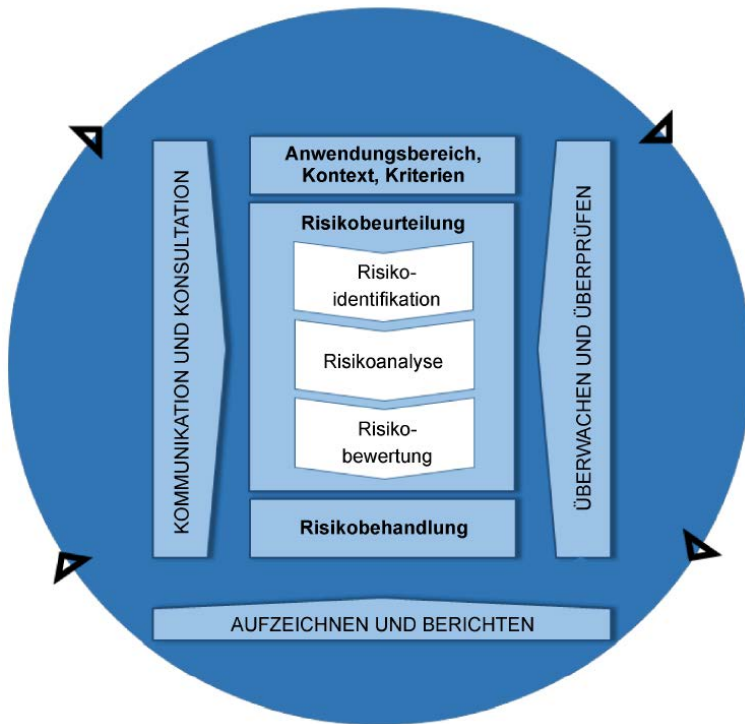 KOMMUNIKATION UND KONSULTATION
Anwendungsbereich,
Kontext, Kriterien
Risikobeurteilung
Risiko-
identifikation
Risikoanalyse
Risiko-
bewertung
Risikobehandlung
ÜBERWACHEN UND ÜBERPRÜFEN
AUFZEICHNEN UND BERICHTEN